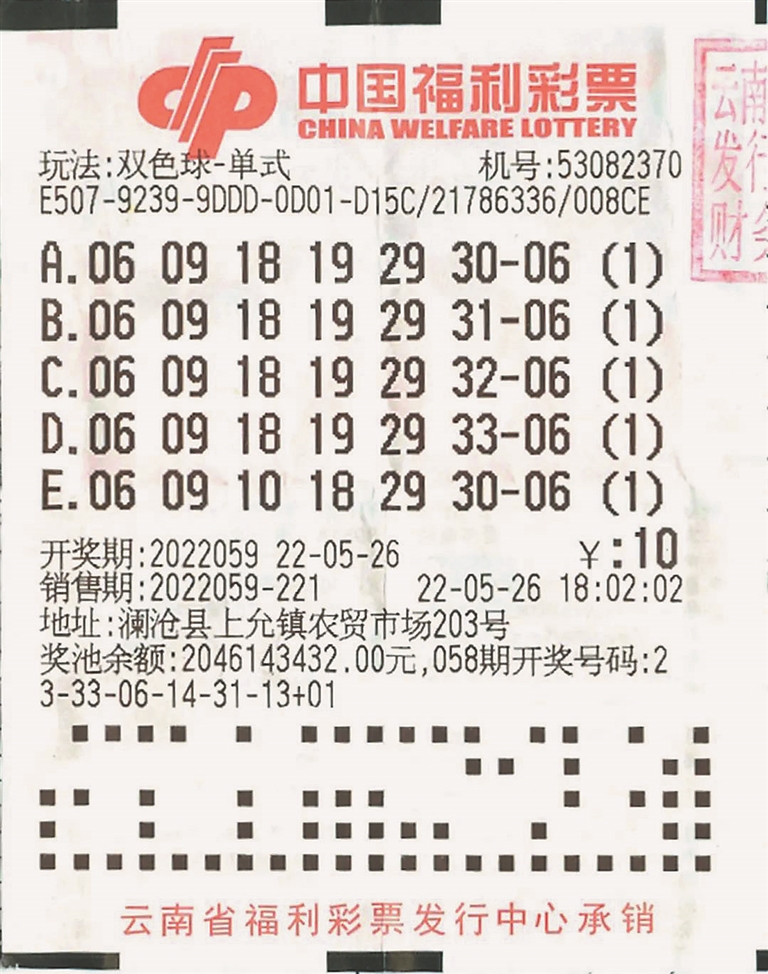 中国福利彩票
CHINA WELFARE LOTTERY
云南
发行
财务
玩法:双色球-单式 机号:53082370
E507-9239-9DDD-0D01-D15C/21786336/008CE
A.06 09 18 19 29 30-06 (1)
B.06 09 18 19 29 31-06 (1)
C.06 09 18 19 29 32-06 (1)
D.06 09 18 19 29 33-06 (1)
E.06 09 10 18 29 30-06 (1)
开奖期:2022059 22-05-26 ¥:10
销售期:2022059-221 22-05-26 18:02:02
地址:澜沧县上允镇农贸市场203号
奖池余额:2046143432.00元,058期开奖号码:2
3-33-06-14-31-13+01
云南省福利彩票发行中心承销